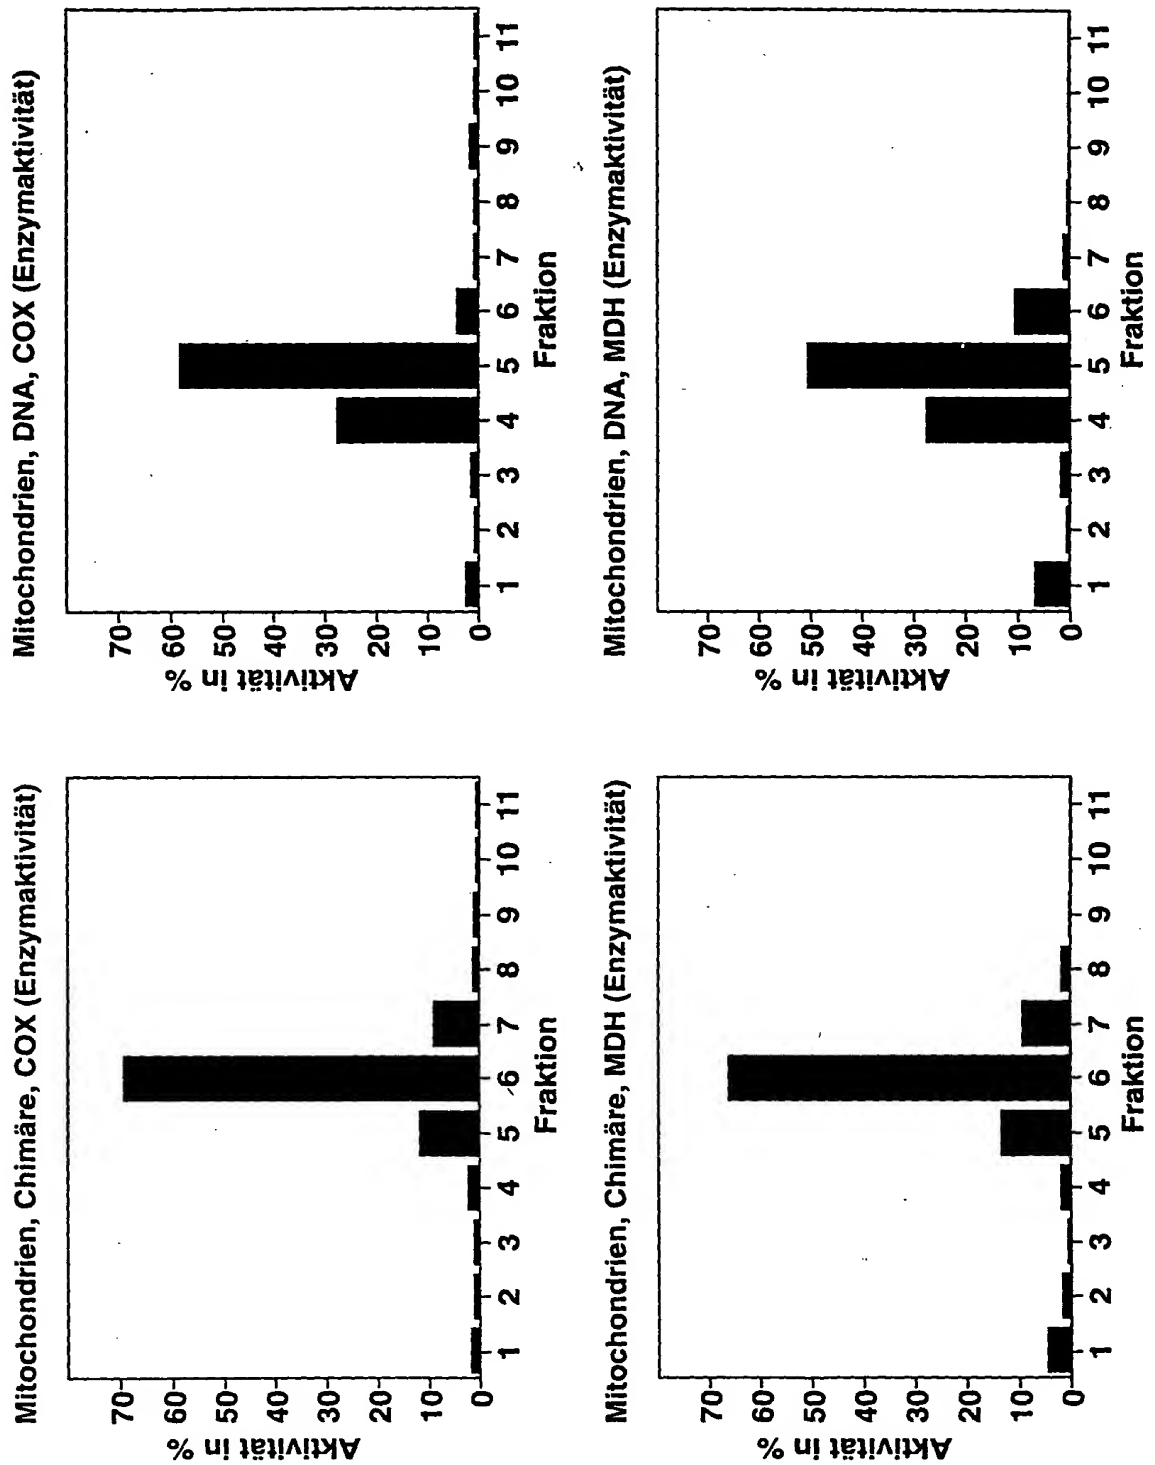 Mitochondrien, Chimäre, COX (Enzymaktivität)
Aktivität in %
70
60
50
40
30
20
10
0
1 2 3 4 5 6 7 8 9 10 11
Fraktion
Mitochondrien, DNA, COX (Enzymaktivität)
Aktivität in %
70
60
50
40
30
20
10
0
1 2 3 4 5 6 7 8 9 10 11
Fraktion
Mitochondrien, Chimäre, MDH (Enzymaktivität)
Aktivität in %
70
60
50
40
30
20
10
0
1 2 3 4 5 6 7 8 9 10 11
Fraktion
Mitochondrien, DNA, MDH (Enzymaktivität)
Aktivität in %
70
60
50
40
30
20
10
0
1 2 3 4 5 6 7 8 9 10 11
Fraktion